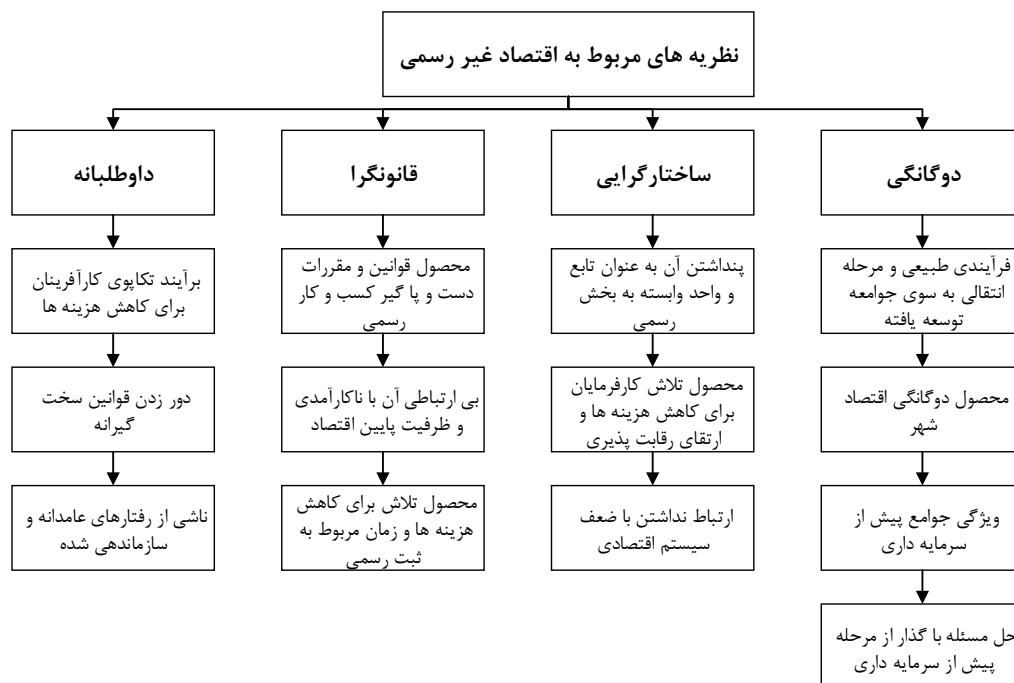 نظریه های مربوط به اقتصاد غیر رسمی
دوگانگی
فرآیندی طبیعی و مرحله
انتقالی به سوی جوامعه
توسعه یافته
محصول دوگانگی اقتصاد
شهر
ویژگی جوامع پیش از
سرمایه داری
حل مسئله با گذار از مرحله
پیش از سرمایه داری
ساختارگرایی
پنداشتن آن به عنوان تابع
و واحد وابسته به بخش
رسمی
محصول تلاش کارفرمایان
برای کاهش هزینه ها و
ارتقای رقابت پذیری
ارتباط نداشتن با ضعف
سیستم اقتصادی
قانونگرا
محصول قوانین و مقررات
دست و پا گیر کسب و کار
رسمی
بی ارتباطی آن با ناکارآمدی
و ظرفیت پایین اقتصاد
محصول تلاش برای کاهش
هزینه ها و زمان مربوط به
ثبت رسمی
داوطلبانه
برآیند تکاپوی کارآفرینان
برای کاهش هزینه ها
دور زدن قوانین سخت
گیرانه
ناشی از رفتارهای عامدانه و
سازماندهی شده